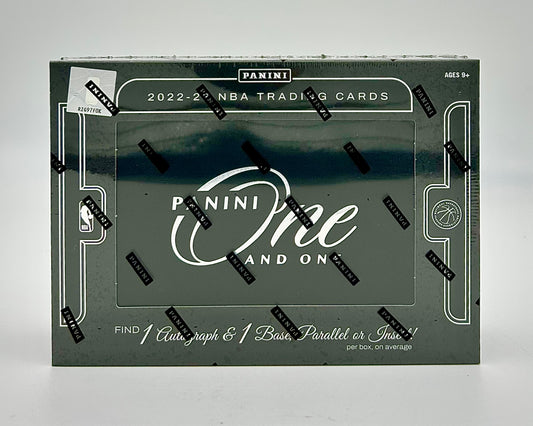 PANINI
AGES 9+
2022-23 NBA TRADING CARDS
PANINI
One
AND ONE
FIND 1 Autograph & 1 Base, Parallel or Insert!
per box, on average